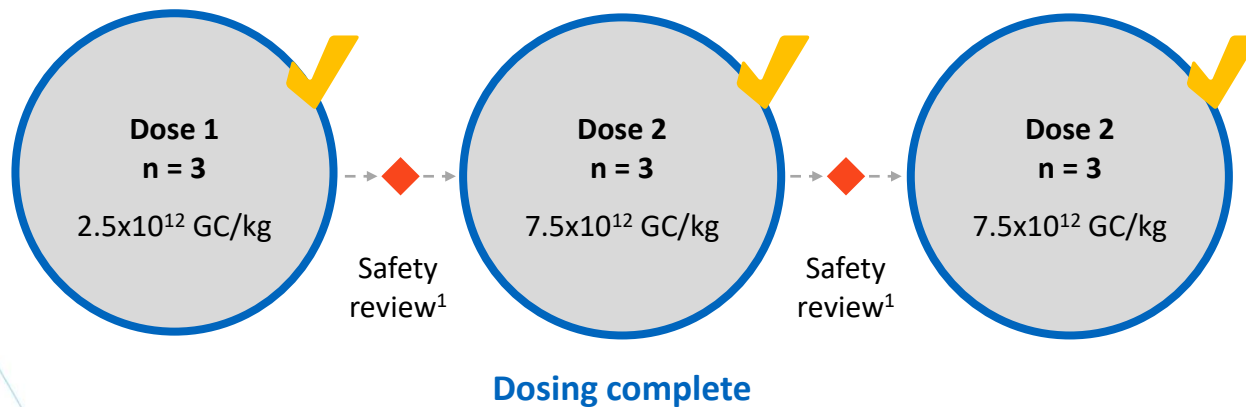 Dose 1
n = 3
2.5x10¹² GC/kg
Safety
review¹
Dose 2
n = 3
7.5x10¹² GC/kg
Safety
review¹
Dose 2
n = 3
7.5x10¹² GC/kg
Dosing complete